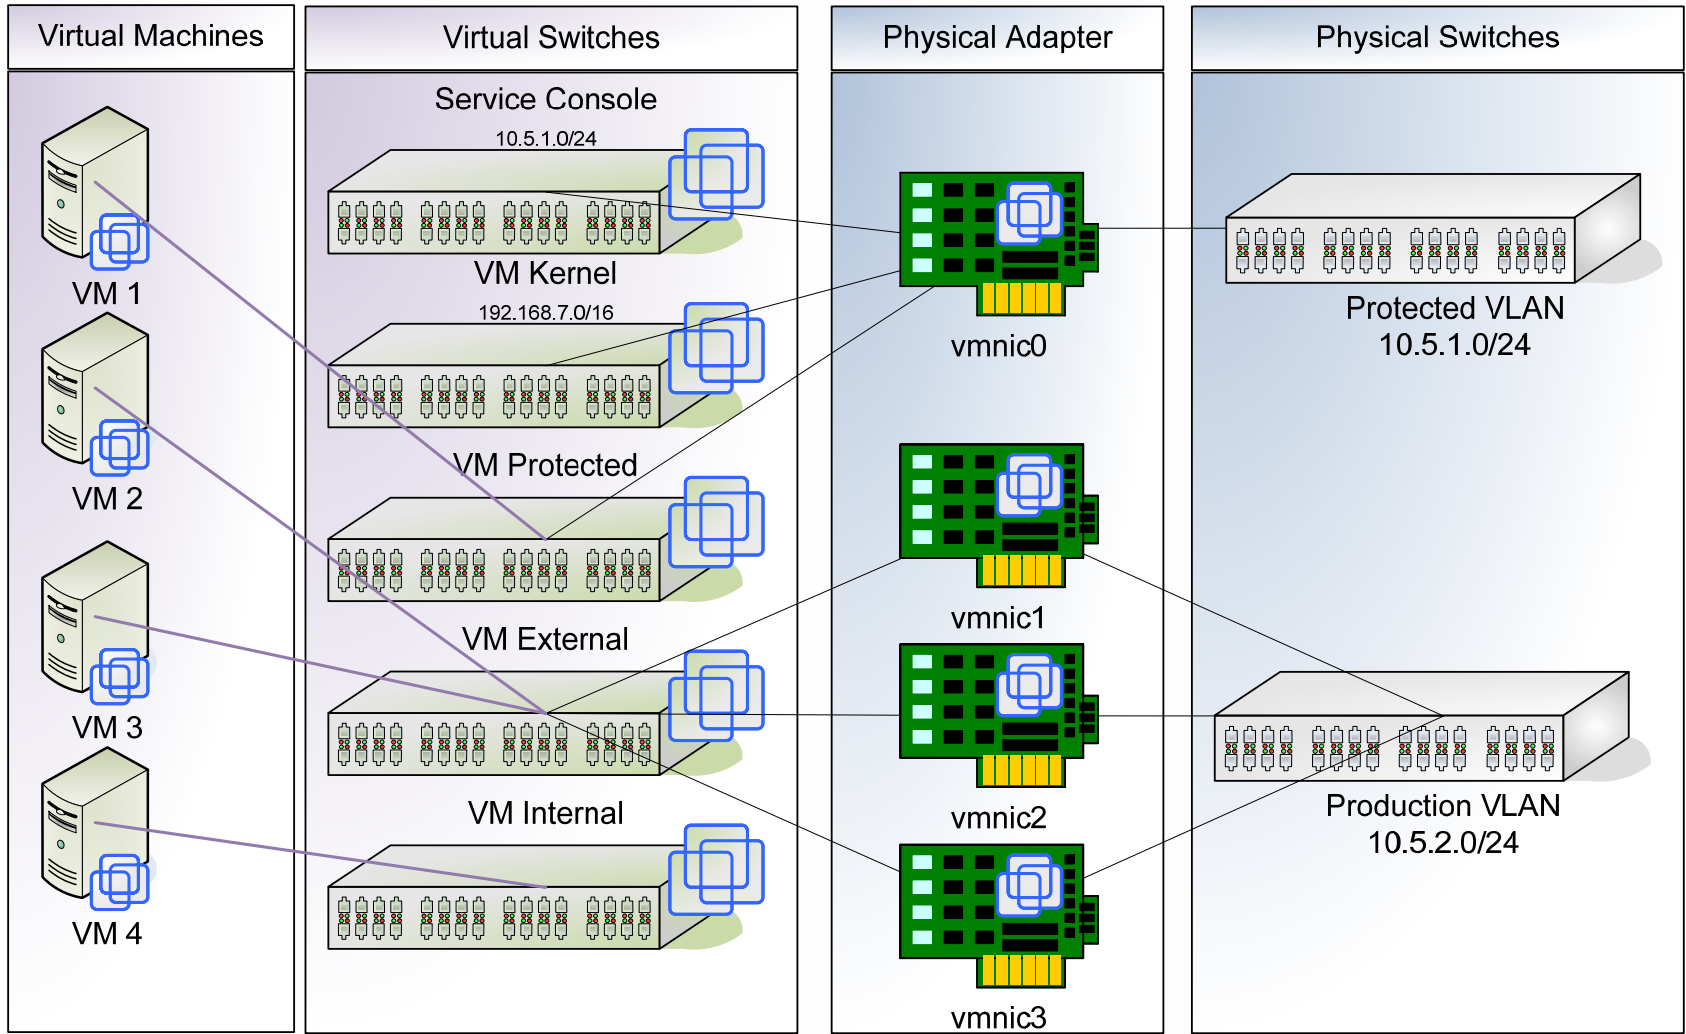 Virtual Machines
Virtual Switches
Physical Adapter
Physical Switches
VM 1
VM 2
VM 3
VM 4
Service Console
10.5.1.0/24
VM Kernel
192.168.7.0/16
VM Protected
VM External
VM Internal
vmnic0
vmnic1
vmnic2
vmnic3
Protected VLAN
10.5.1.0/24
Production VLAN
10.5.2.0/24